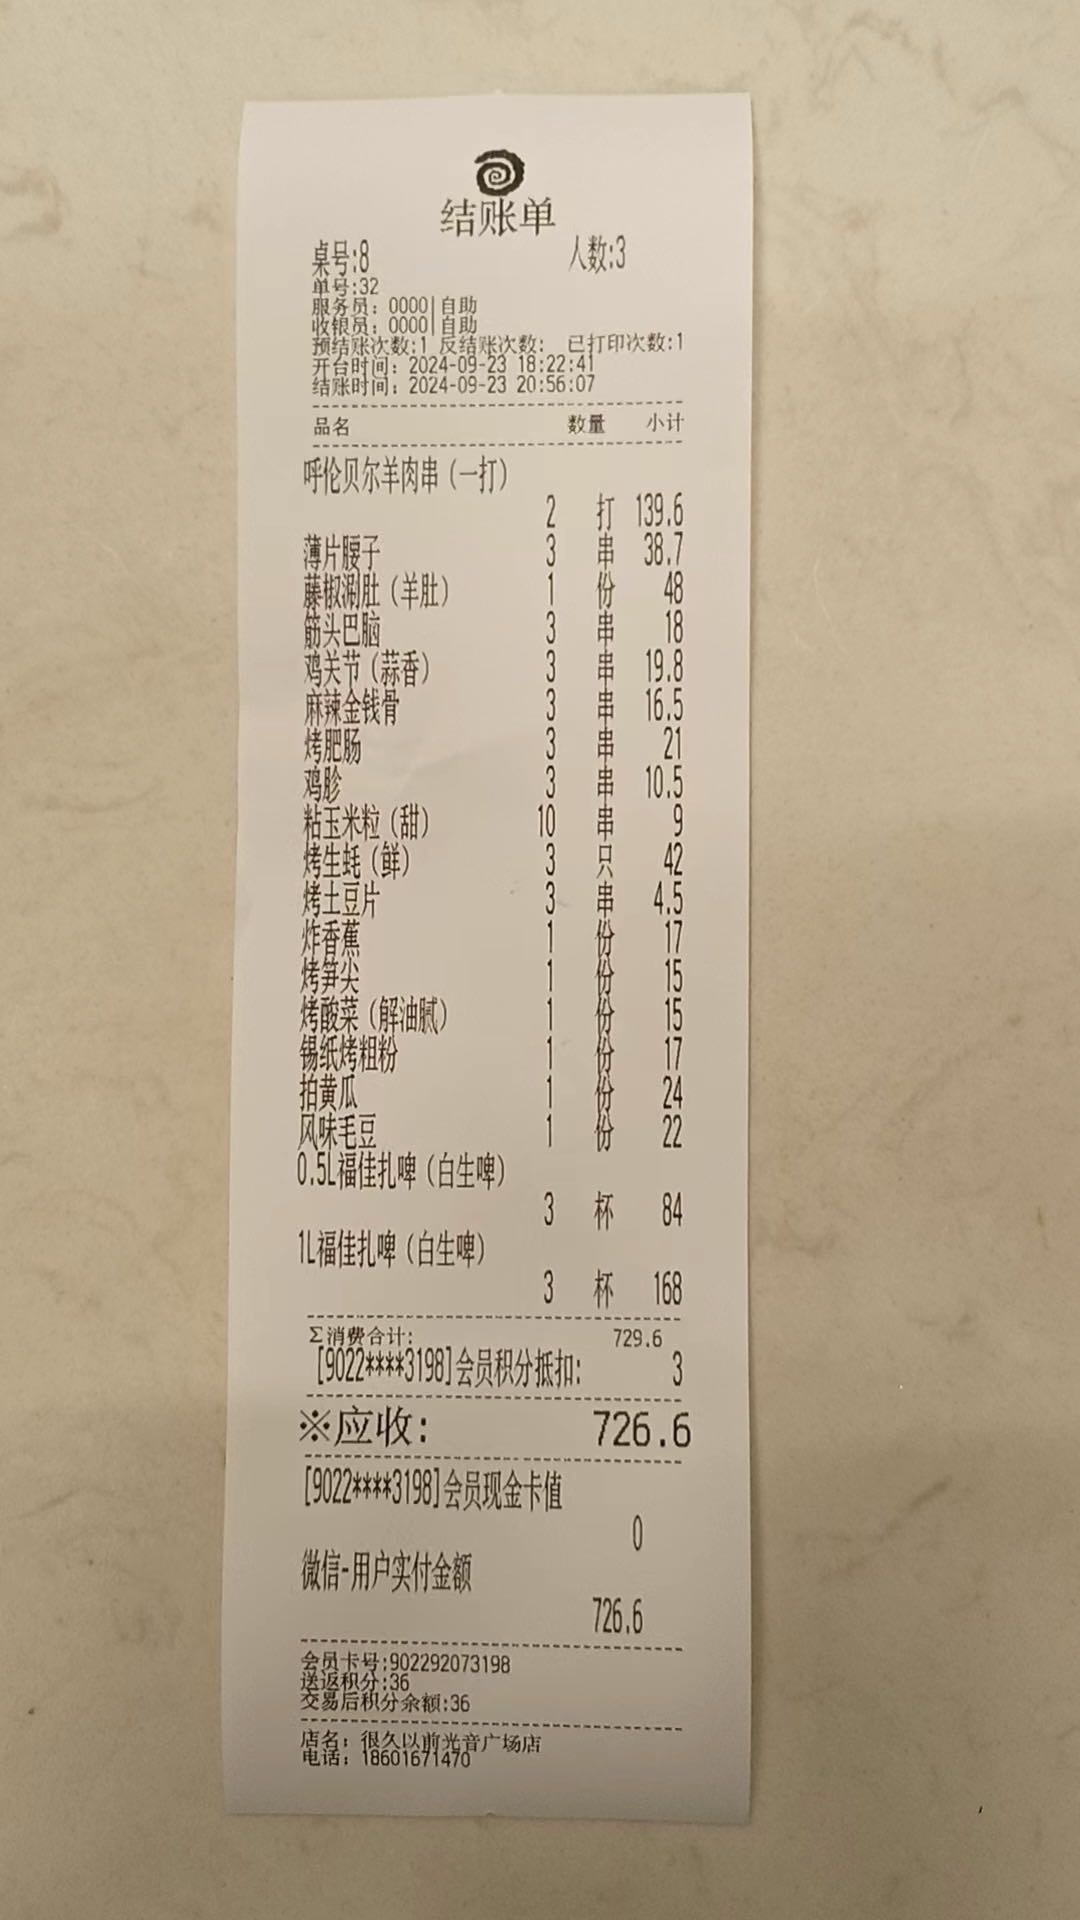 结账单
桌号:8 人数:3
单号:32
服务员: 0000|自助
收银员: 0000|自助
预结账次数:1 反结账次数: 已打印次数:1
开台时间: 2024-09-23 18:22:41
结账时间: 2024-09-23 20:56:07
品名 数量 小计
呼伦贝尔羊肉串(一打)
2 打 139.6
薄片腰子 3 串 38.7
藤椒涮肚(羊肚) 1 份 48
筋头巴脑 3 串 18
鸡关节(蒜香) 3 串 19.8
麻辣金钱骨 3 串 16.5
烤肥肠 3 串 21
鸡胗 3 串 10.5
粘玉米粒(甜) 10 串 9
烤生蚝(鲜) 3 只 42
烤土豆片 3 串 4.5
炸香蕉 1 份 17
烤笋尖 1 份 15
烤酸菜(解油腻) 1 份 15
锡纸烤粗粉 1 份 17
拍黄瓜 1 份 24
风味毛豆 1 份 22
0.5L福佳扎啤(白生啤)
3 杯 84
1L福佳扎啤(白生啤)
3 杯 168
Σ消费合计: 729.6
[9022****3198]会员积分抵扣: 3
※应收: 726.6
[9022****3198]会员现金卡值
0
微信-用户实付金额
726.6
会员卡号:902292073198
送返积分:36
交易后积分余额:36
店名: 很久以前光音广场店
电话: 18601671470